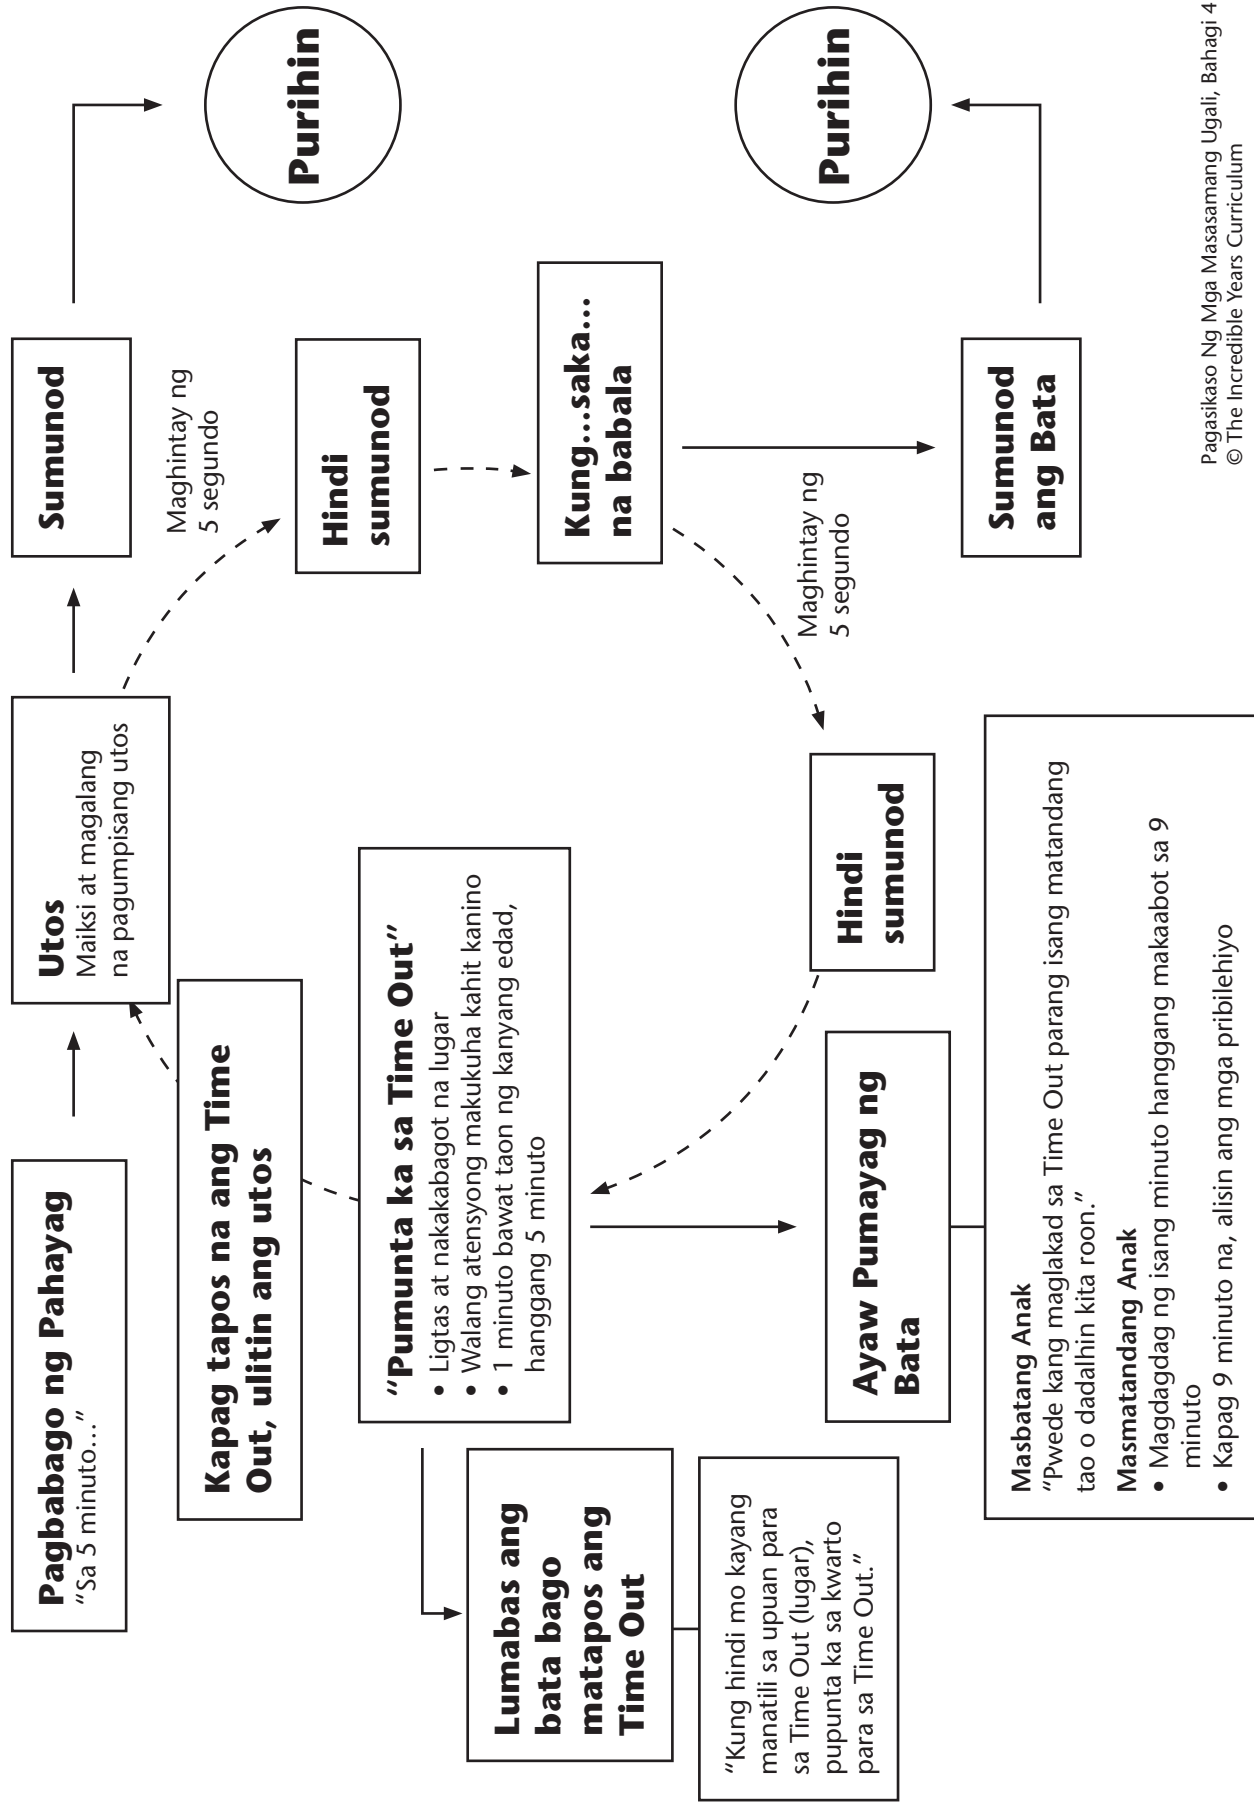 Pagbabago ng Pahayag
“Sa 5 minuto…”
Utos
Maiksi at magalang
na pagumpisang utos
Sumunod
Purihin
Maghintay ng
5 segundo
Hindi
sumunod
Kung…saka…
na babala
Maghintay ng
5 segundo
Sumunod
ang Bata
Purihin
Hindi
sumunod
Kapag tapos na ang Time
Out, ulitin ang utos
“Pumunta ka sa Time Out”
• Ligtas at nakakabagot na lugar
• Walang atensyong makukuha kahit kanino
• 1 minuto bawat taon ng kanyang edad,
hanggang 5 minuto
Lumabas ang
bata bago
matapos ang
Time Out
“Kung hindi mo kayang
manatili sa upuan para
sa Time Out (lugar),
pupunta ka sa kwarto
para sa Time Out.”
Ayaw Pumayag ng
Bata
Masbatang Anak
“Pwede kang maglakad sa Time Out parang isang matandang
tao o dadalhin kita roon.”
Masmatandang Anak
• Magdagdag ng isang minuto hanggang makaabot sa 9
minuto
• Kapag 9 minuto na, alisin ang mga pribilehiyo
Pagasikaso Ng Mga Masasamang Ugali, Bahagi 4
© The Incredible Years Curriculum